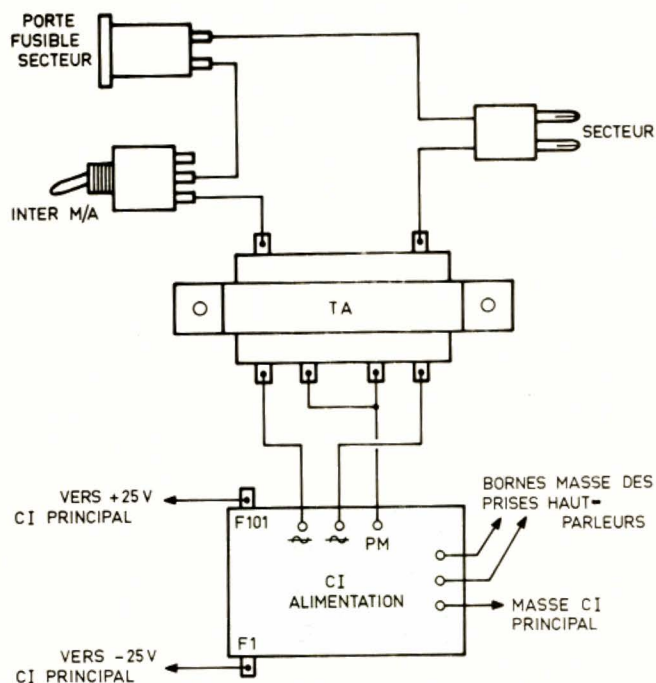 PORTE
FUSIBLE
SECTEUR
SECTEUR
INTER M/A
TA
VERS +25 V
CI PRINCIPAL
F101
PM
BORNES MASSE DES
PRISES HAUT-
PARLEURS
CI
ALIMENTATION
MASSE CI
PRINCIPAL
F1
VERS -25 V
CI PRINCIPAL